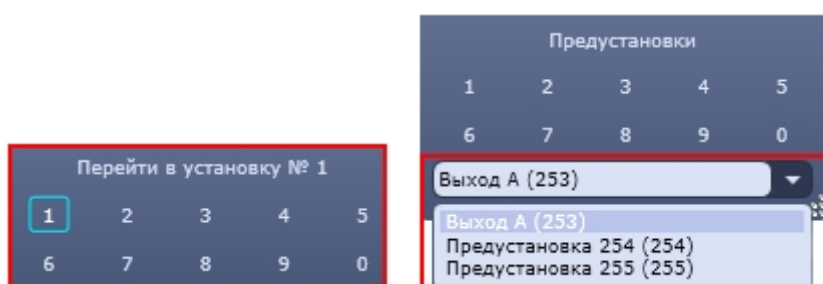 Перейти в установку № 1
1 2 3 4 5
6 7 8 9 0
Предустановки
1 2 3 4 5
6 7 8 9 0
Выход А (253)
Выход А (253)
Предустановка 254 (254)
Предустановка 255 (255)